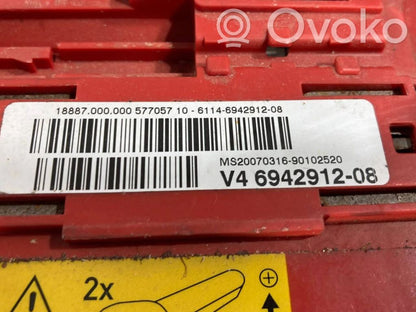 Ovoko
18887.000.000 577057 10 - 6114-6942912-08
MS20070316-90102520
V4 6942912-08
2x